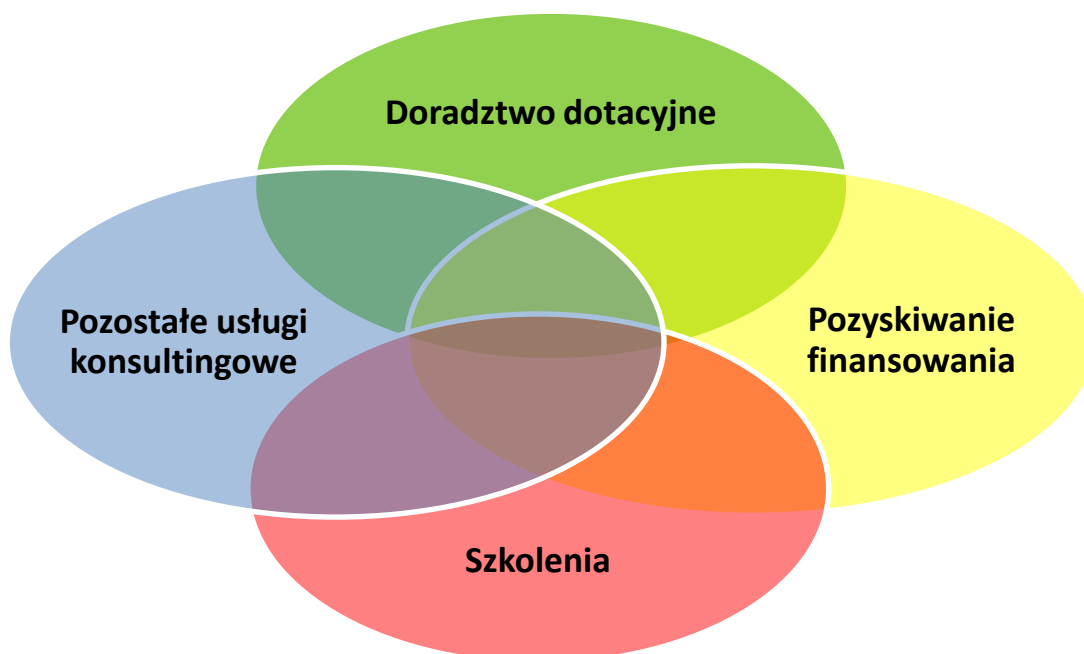 Doradztwo dotacyjne
Pozostałe usługi
konsultingowe
Pozyskiwanie
finansowania
Szkolenia